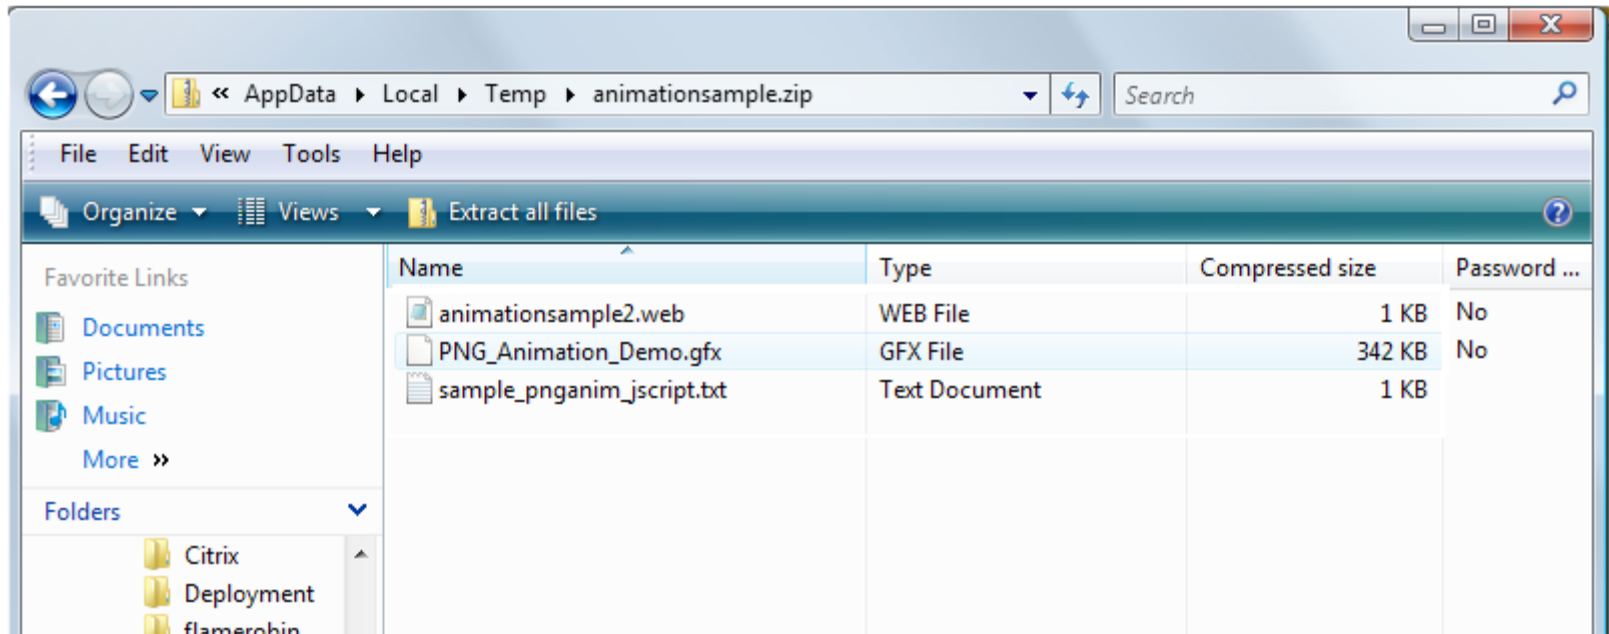 « AppData Local Temp animationsample.zip Search
File Edit View Tools Help
Organize Views Extract all files
Favorite Links
Documents
Pictures
Music
More »
Folders
Citrix
Deployment
flamerobin
Name Type Compressed size Password ...
animationsample2.web WEB File 1 KB No
PNG_Animation_Demo.gfx GFX File 342 KB No
sample_pnganim_jscript.txt Text Document 1 KB